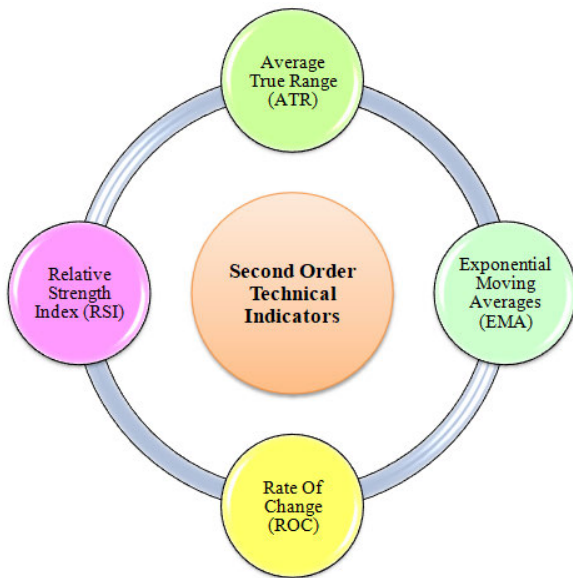 Average
True Range
(ATR)
Relative
Strength
Index (RSI)
Second Order
Technical
Indicators
Exponential
Moving
Averages
(EMA)
Rate Of
Change
(ROC)